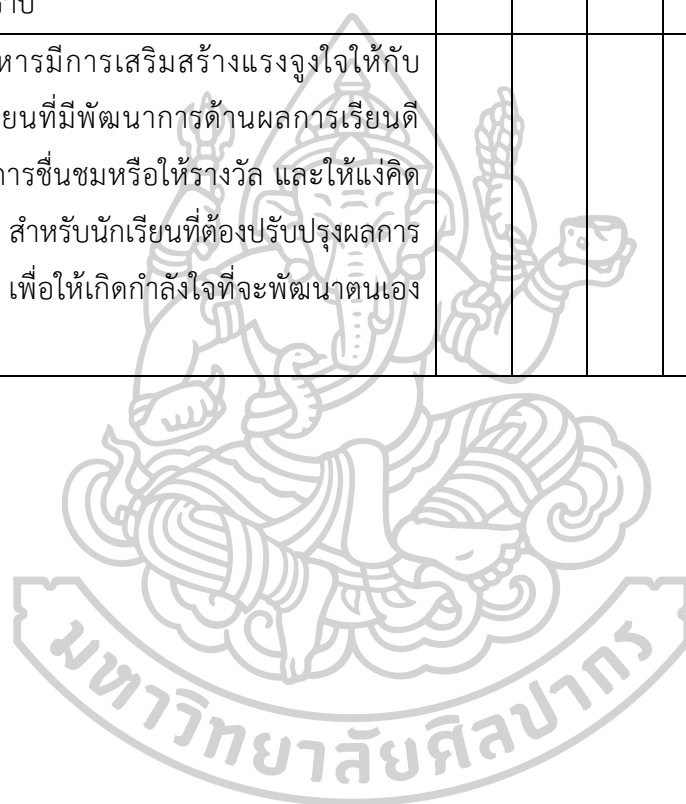 หารมีการเสริมสร้างแรงจูงใจให้กับ
ยนที่มีพัฒนาการด้านผลการเรียนดี
การชื่นชมหรือให้รางวัล และให้แง่คิด
สำหรับนักเรียนที่ต้องปรับปรุงผลการ
เพื่อให้เกิดกำลังใจที่จะพัฒนาตนเอง
มหาวิทยาลัยศิลปากร